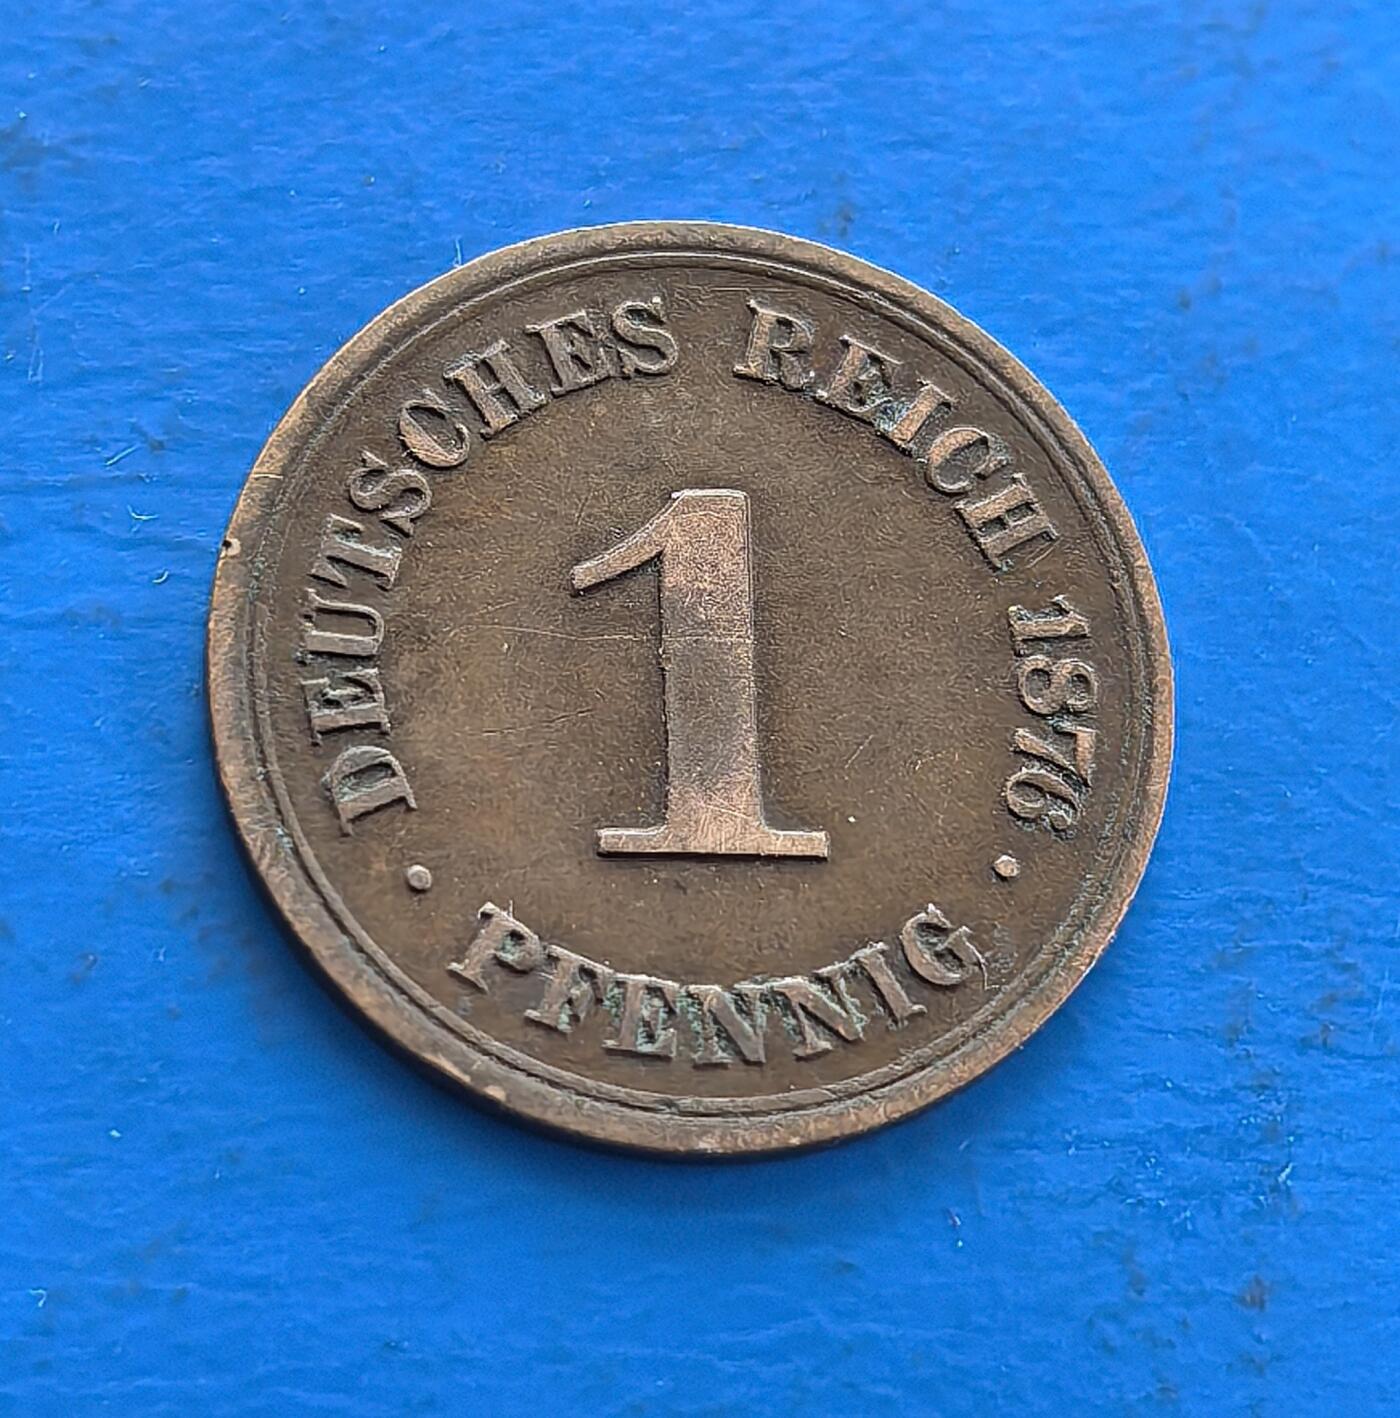 DEUTSCHES REICH 1876
1
· PFENNIG ·